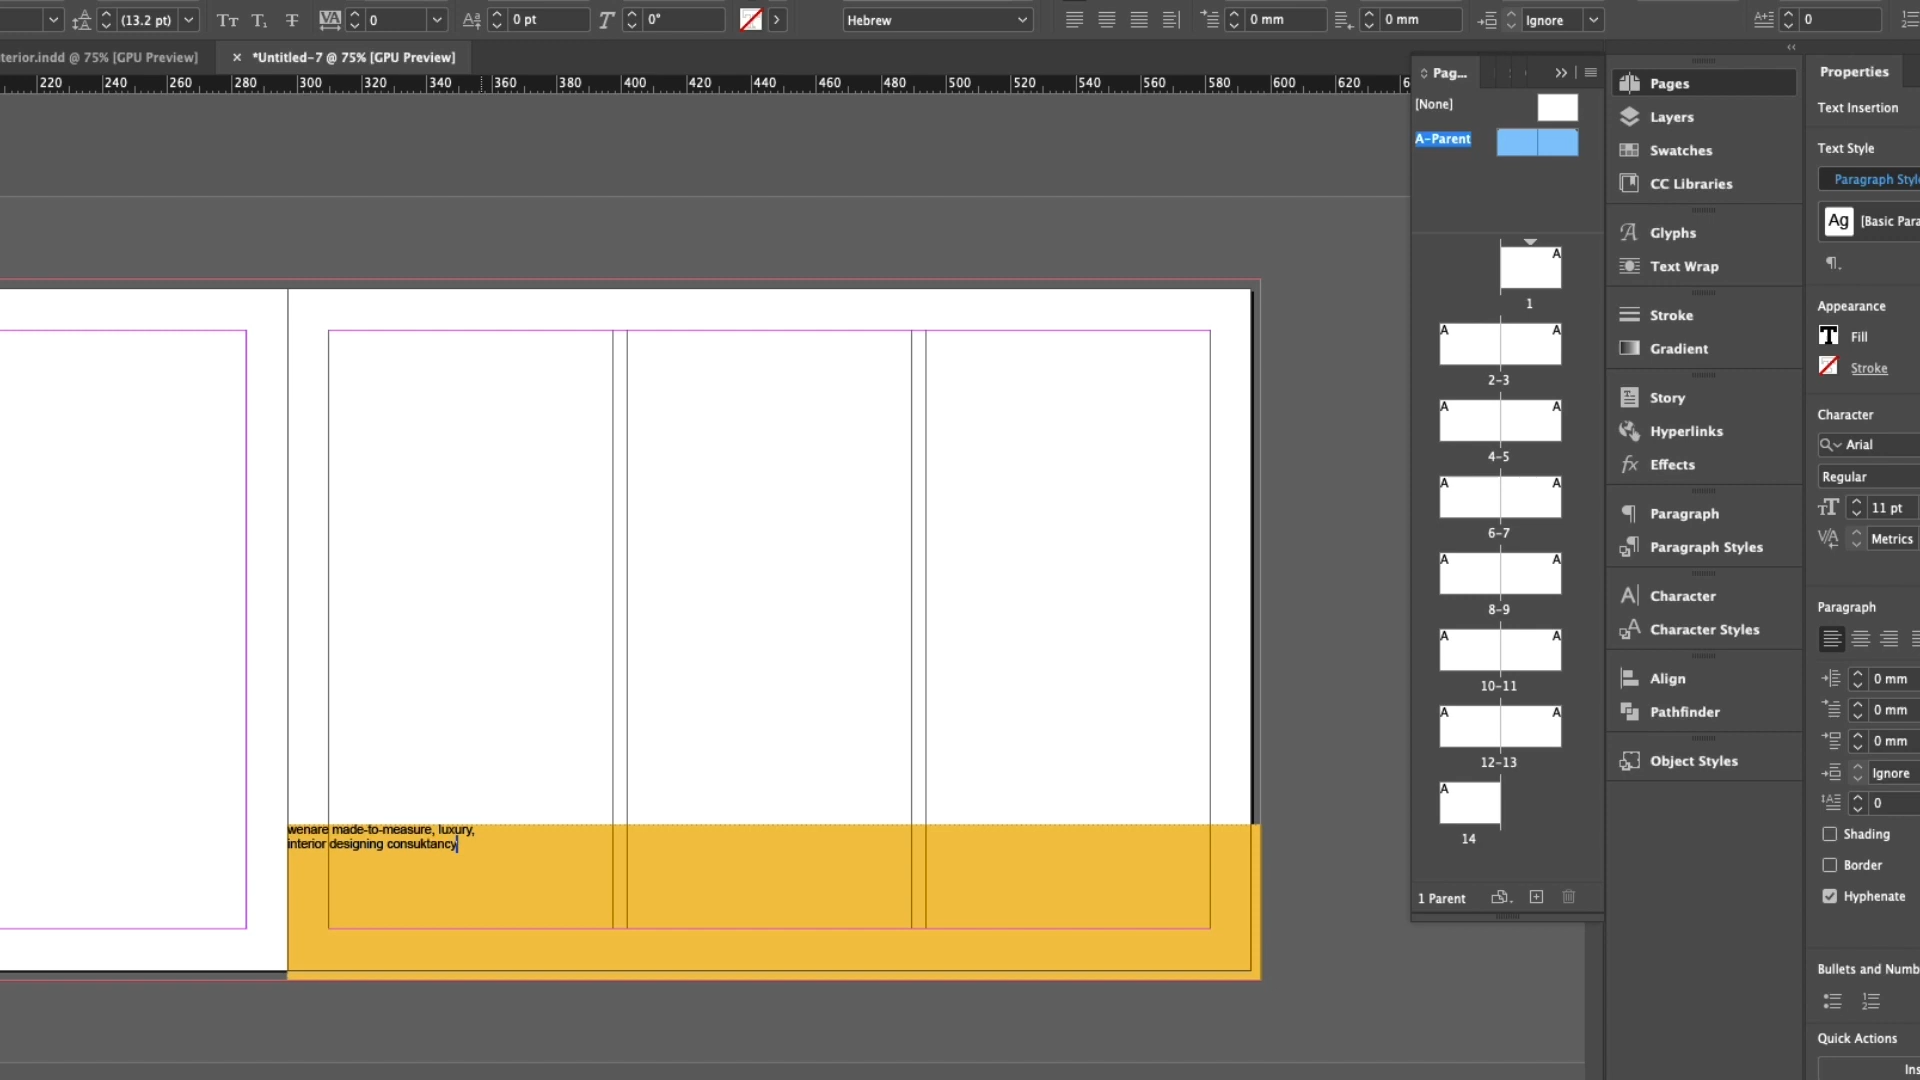 (13.2 pt)
0
0 pt
0°
Hebrew
0 mm
0 mm
Ignore
0
terior.indd @ 75% [GPU Preview]
× *Untitled-7 @ 75% [GPU Preview]
220 240 260 280 300 320 340 360 380 400 420 440 460 480 500 520 540 560 580 600 620 6
Pag...
[None]
A-Parent
A
1
A A
2-3
A A
4-5
A A
6-7
A A
8-9
A A
10-11
A A
12-13
A
14
1 Parent
wenare made-to-measure, luxury,
interior designing consuktancy
Pages
Layers
Swatches
CC Libraries
Glyphs
Text Wrap
Stroke
Gradient
Story
Hyperlinks
Effects
Paragraph
Paragraph Styles
Character
Character Styles
Align
Pathfinder
Object Styles
Properties
Text Insertion
Text Style
Paragraph Style
Ag [Basic Para
Appearance
Fill
Stroke
Character
Arial
Regular
11 pt
Metrics
Paragraph
0 mm
0 mm
0 mm
Ignore
0
Shading
Border
Hyphenate
Bullets and Numb
Quick Actions
Ins